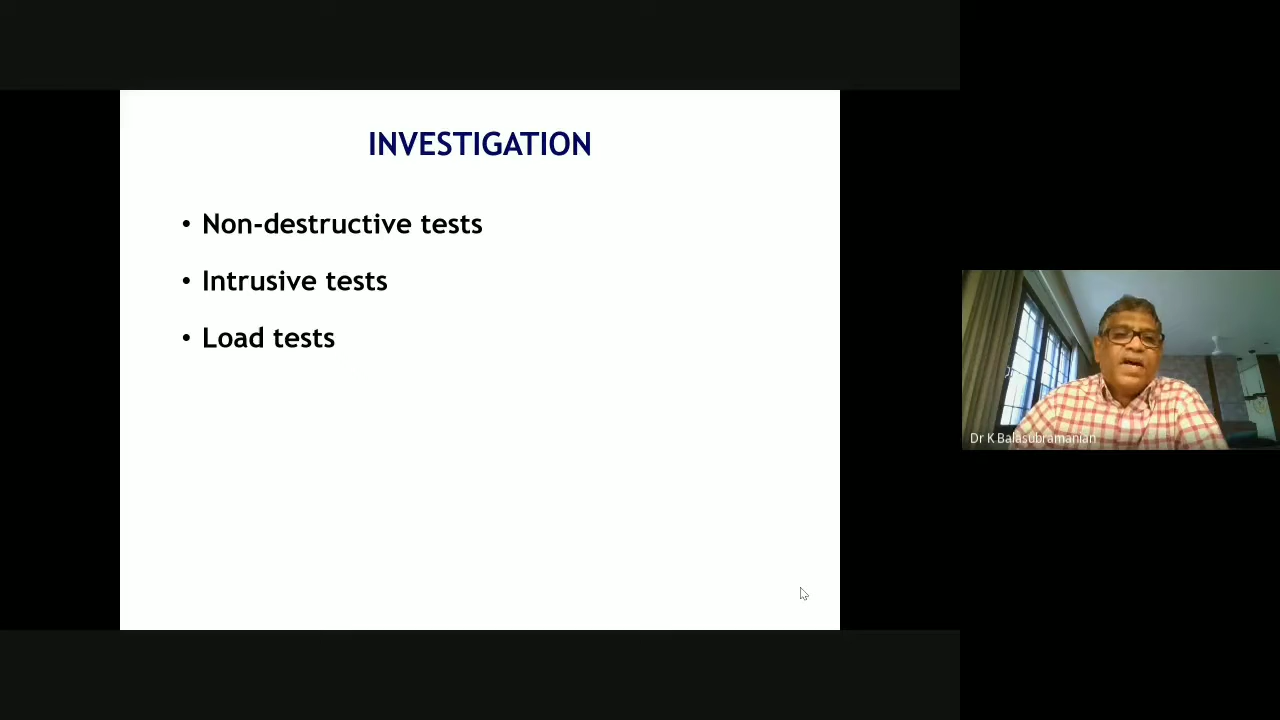 INVESTIGATION
• Non-destructive tests
• Intrusive tests
• Load tests
Dr K Balasubramanian